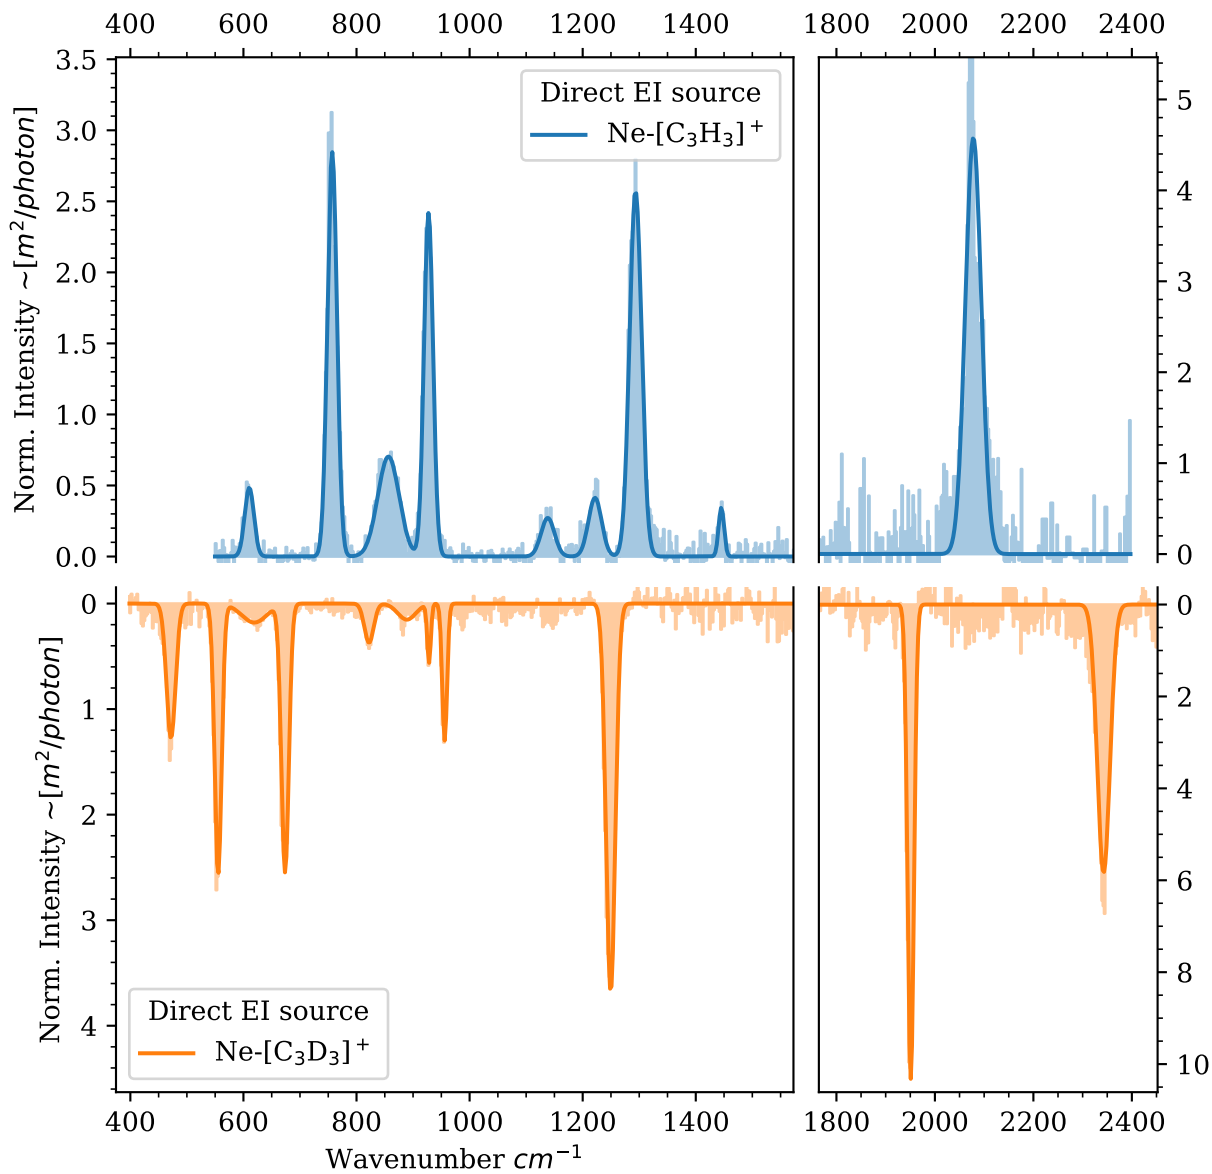 400 600 800 1000 1200 1400 1800 2000 2200 2400
Norm. Intensity ~[m²/photon]
3.5
3.0
2.5
2.0
1.5
1.0
0.5
0.0
Direct EI source
Ne-[C₃H₃]⁺
5
4
3
2
1
0
Norm. Intensity ~[m²/photon]
0
1
2
3
4
Direct EI source
Ne-[C₃D₃]⁺
0
2
4
6
8
10
400 600 800 1000 1200 1400 1800 2000 2200 2400
Wavenumber cm⁻¹